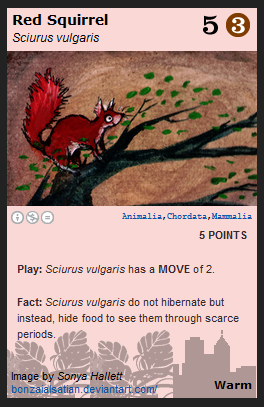 Red Squirrel 5 3
Sciurus vulgaris
Animalia,Chordata,Mammalia
5 POINTS
Play: Sciurus vulgaris has a MOVE of 2.
Fact: Sciurus vulgaris do not hibernate but
instead, hide food to see them through scarce
periods.
Image by Sonya Hallett
bonzaialsatian.deviantart.com/
Warm